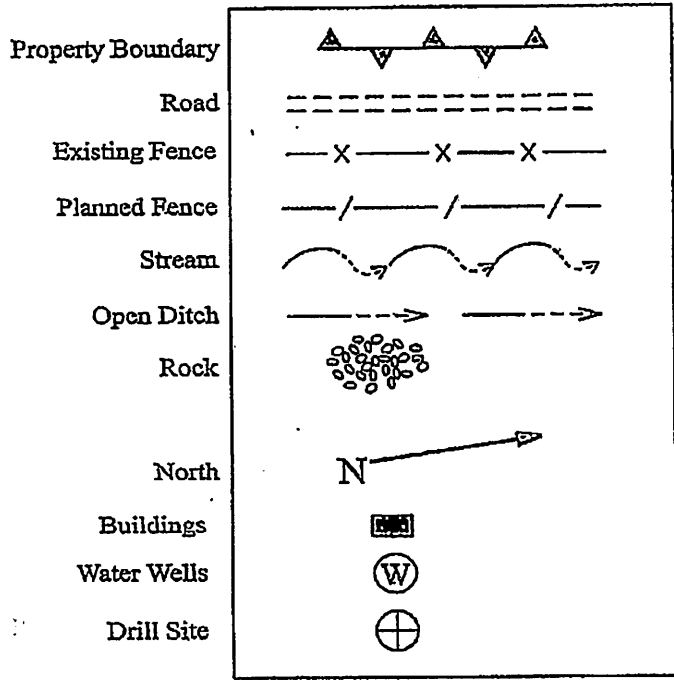 Property Boundary
Road
Existing Fence
Planned Fence
Stream
Open Ditch
Rock
North N
Buildings
Water Wells W
Drill Site